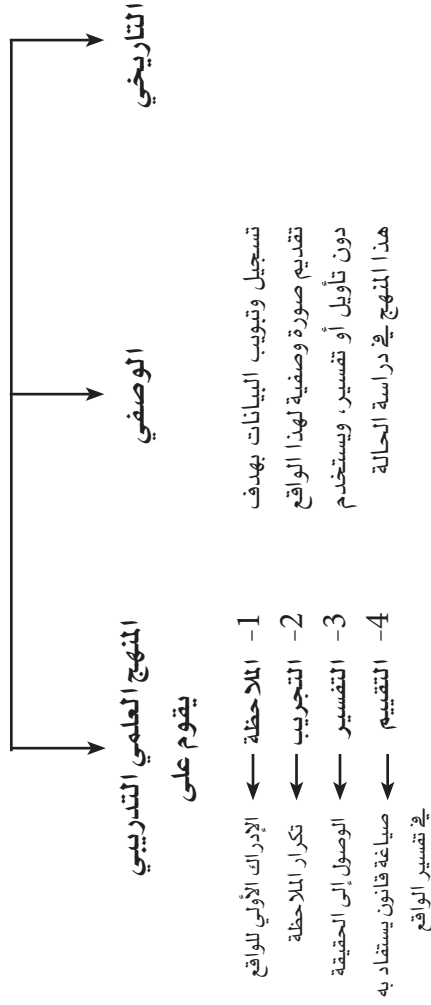 التاريخي
الوصفي
تسجيل وتبويب البيانات بهدف
تقديم صورة وصفية لهذا الواقع
دون تأويل أو تفسير، ويستخدم
هذا المنهج في دراسة الحالة
المنهج العلمي التدريبي
يقوم على
1- الملاحظة
الإدراك الأولي للواقع
2- التجريب
تكرار الملاحظة
3- التفسير
الوصول إلى الحقيقة
4- التقييم
صياغة قانون يستفاد به
في تفسير الواقع